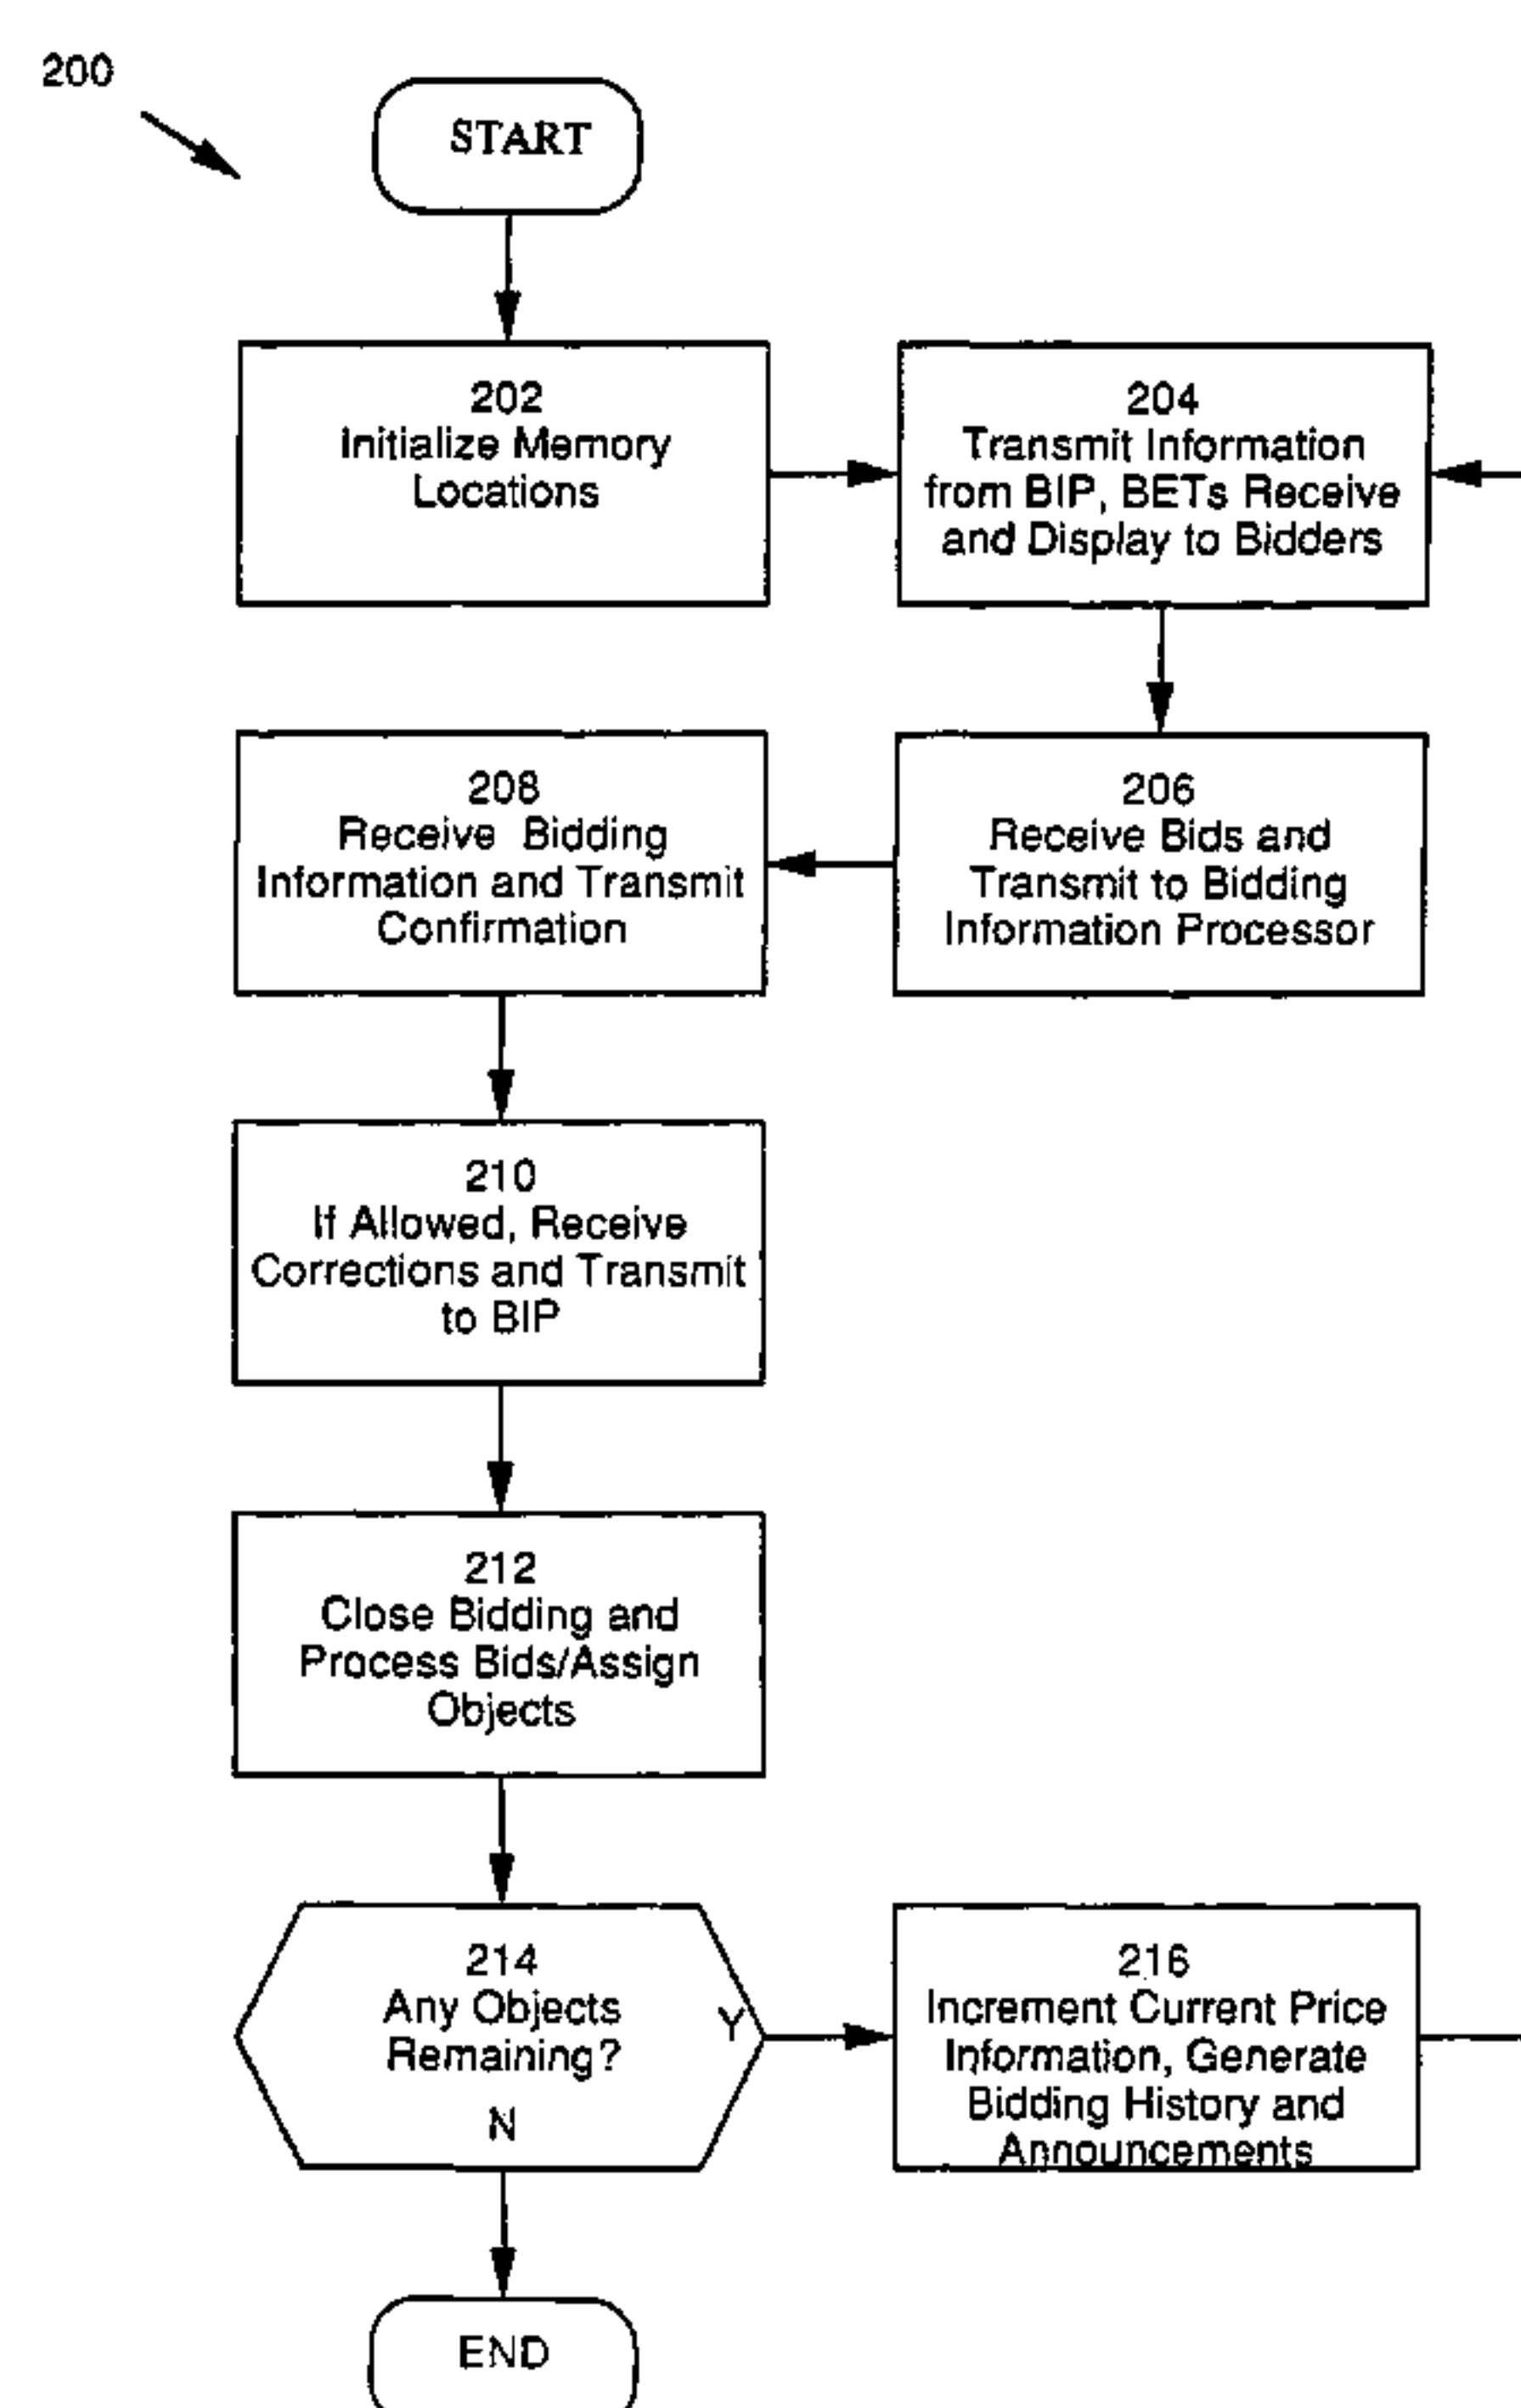 200
START
202
Initialize Memory
Locations
204
Transmit Information
from BIP, BETs Receive
and Display to Bidders
206
Receive Bids and
Transmit to Bidding
Information Processor
208
Receive Bidding
Information and Transmit
Confirmation
210
If Allowed, Receive
Corrections and Transmit
to BIP
212
Close Bidding and
Process Bids/Assign
Objects
214
Any Objects
Remaining?
Y
N
216
Increment Current Price
Information, Generate
Bidding History and
Announcements
END